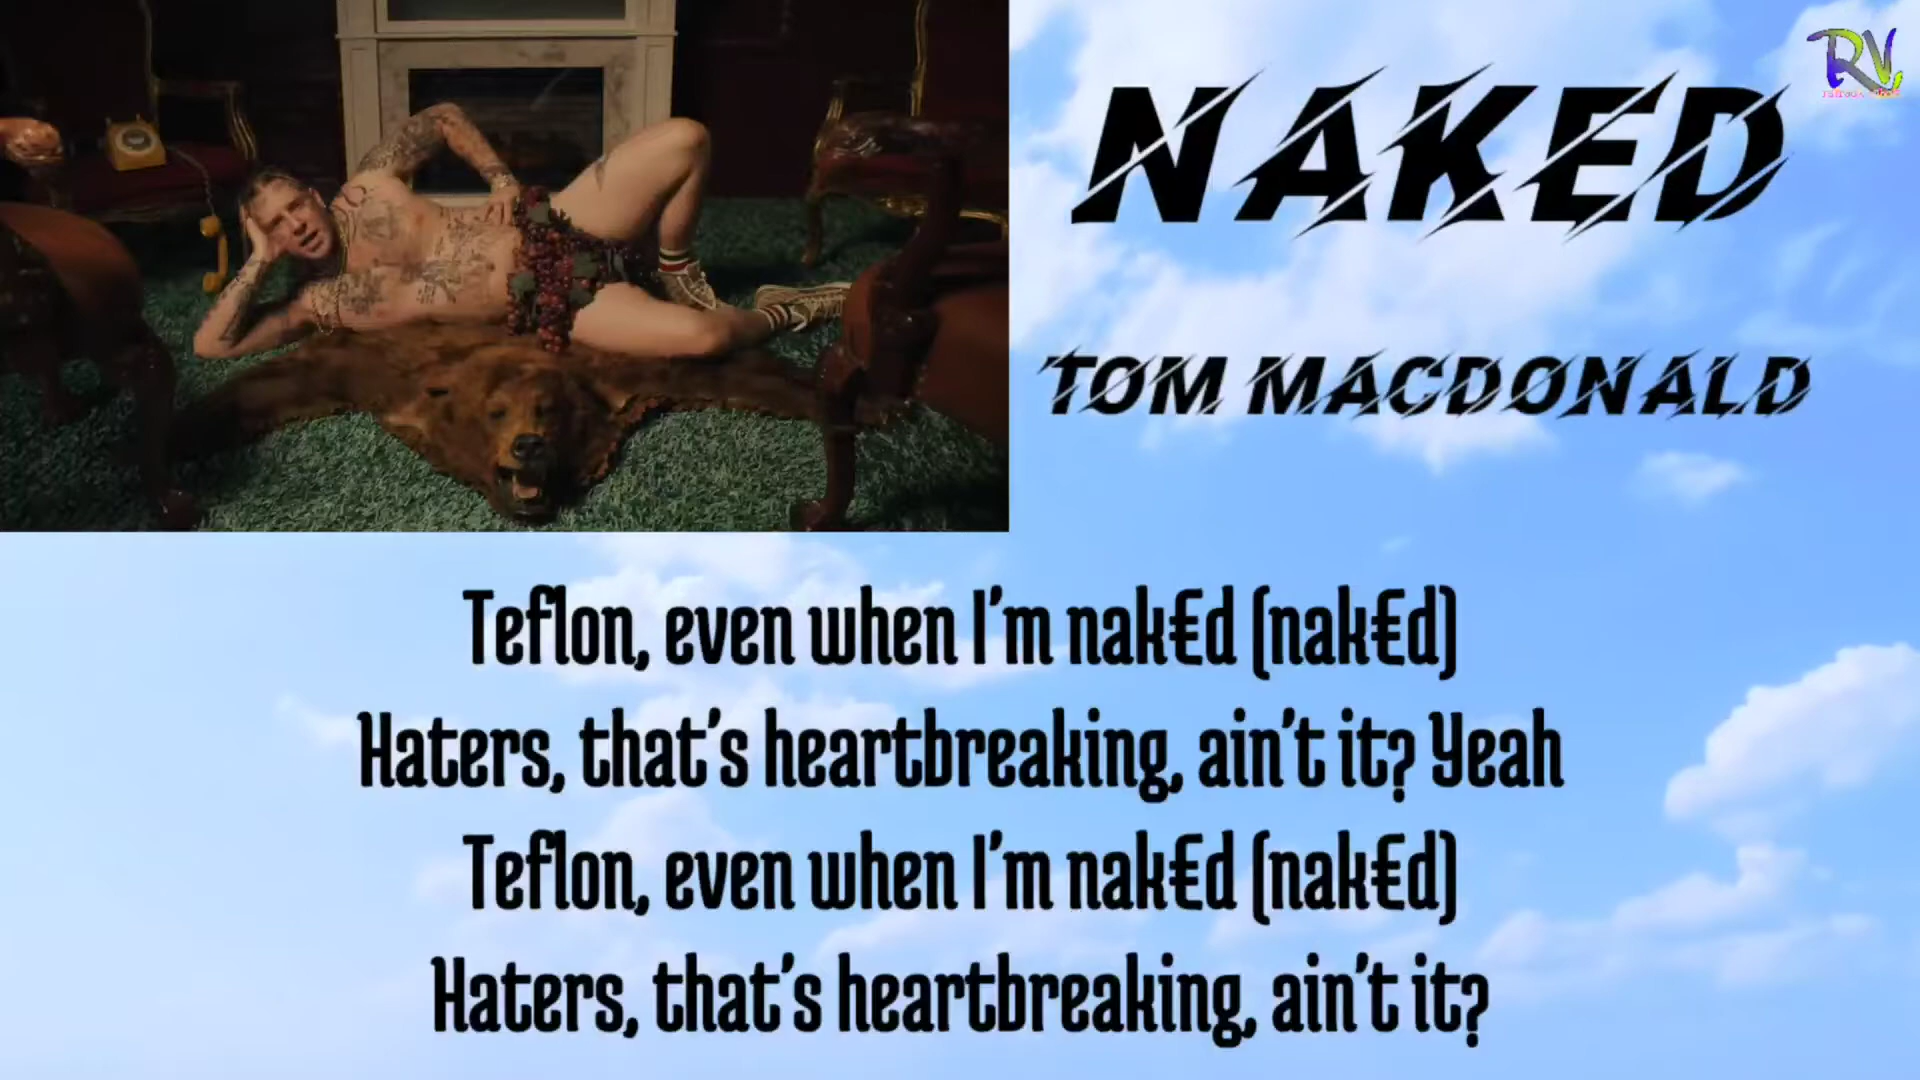 RV
NAKED
TOM MACDONALD
Teflon, even when I'm nak€d (nak€d)
Haters, that's heartbreaking, ain't it? Yeah
Teflon, even when I'm nak€d (nak€d)
Haters, that's heartbreaking, ain't it?